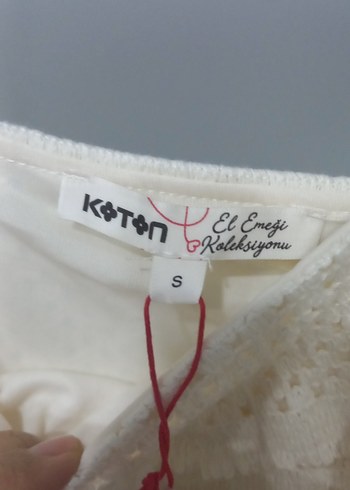 KOTON
El Emeği
Koleksiyonu
S